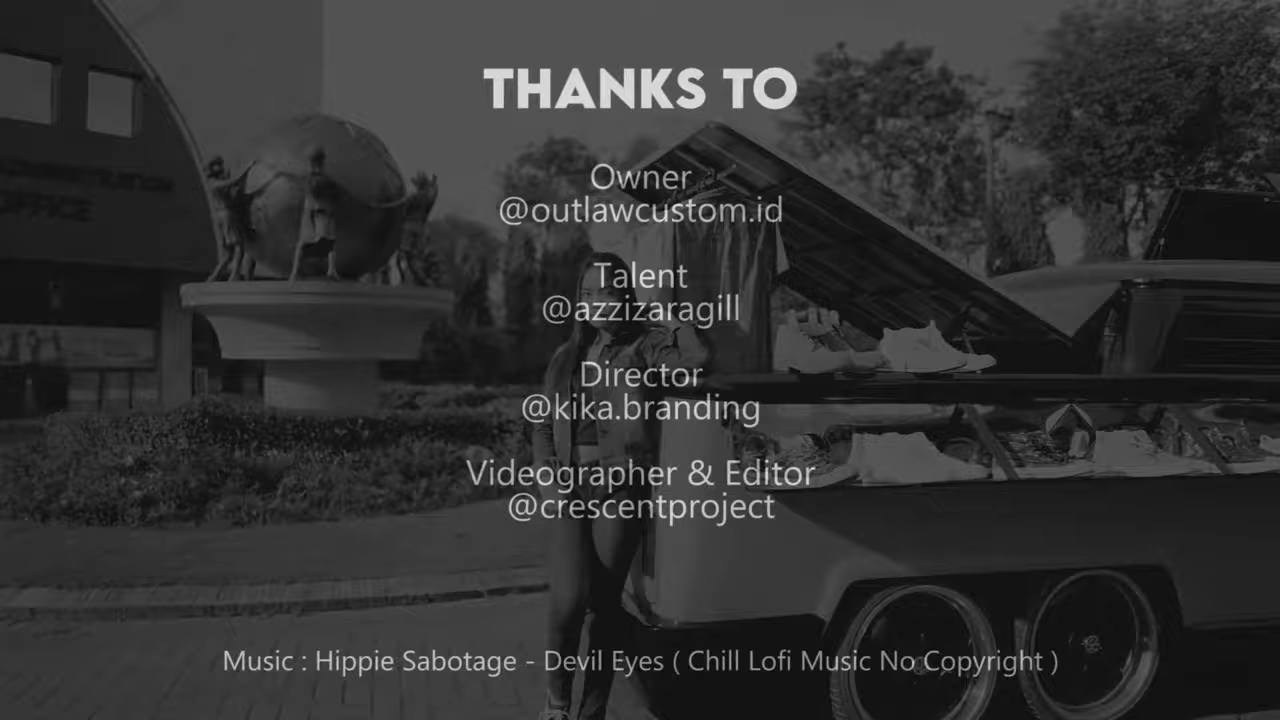 THANKS TO
Owner
@outlawcustom.id
Talent
@azzizaragill
Director
@kika.branding
Videographer & Editor
@crescentproject
Music : Hippie Sabotage - Devil Eyes ( Chill Lofi Music No Copyright )
OFFICE